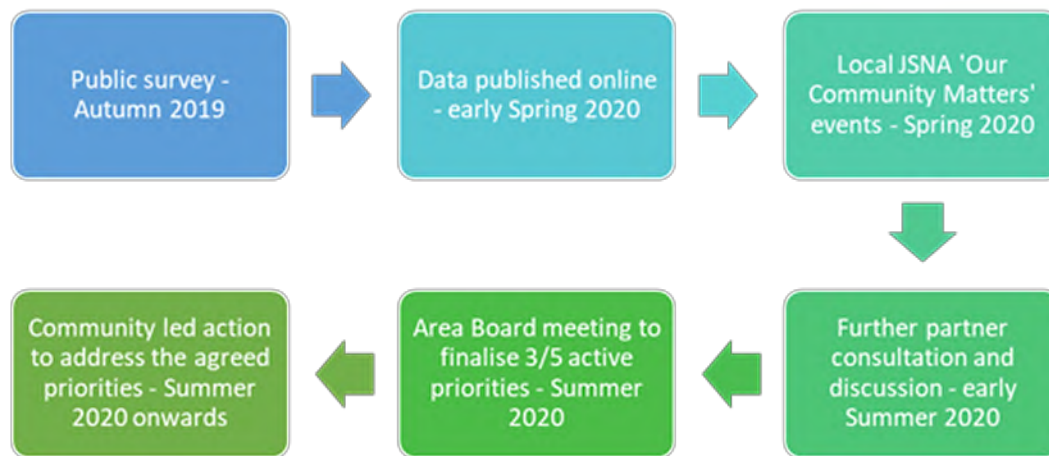 Public survey -
Autumn 2019
Data published online
- early Spring 2020
Local JSNA 'Our
Community Matters'
events - Spring 2020
Further partner
consultation and
discussion - early
Summer 2020
Area Board meeting to
finalise 3/5 active
priorities - Summer
2020
Community led action
to address the agreed
priorities - Summer
2020 onwards